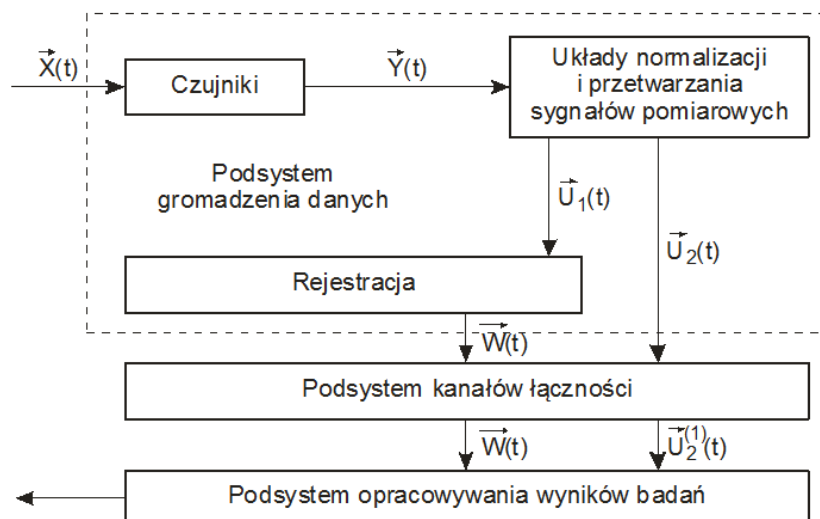 X(t)
Czujniki
Y(t)
Układy normalizacji
i przetwarzania
sygnałów pomiarowych
Podsystem
gromadzenia danych
U₁(t)
U₂(t)
Rejestracja
W(t)
Podsystem kanałów łączności
W(t)
U₂⁽¹⁾(t)
Podsystem opracowywania wyników badań